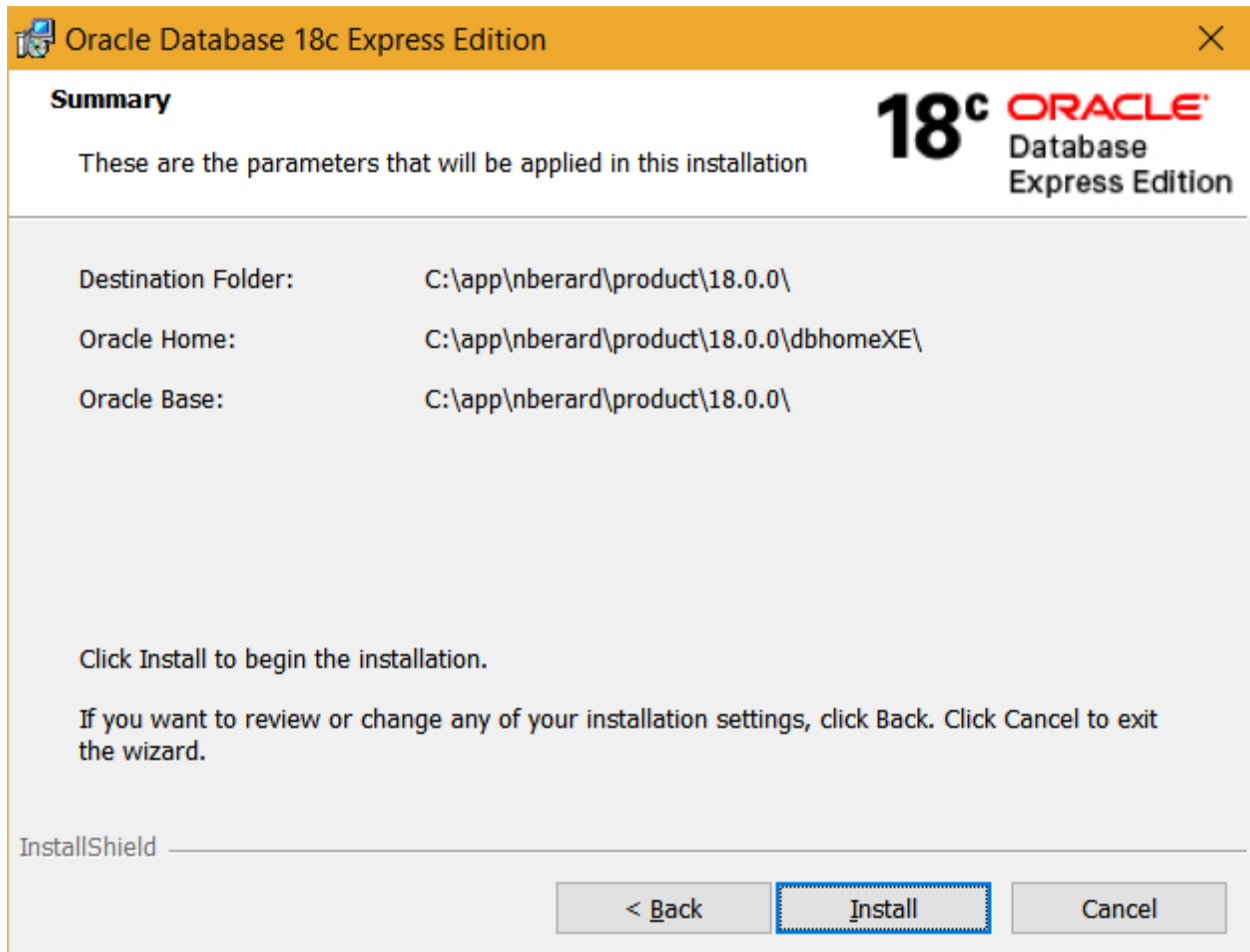 Oracle Database 18c Express Edition
Summary
These are the parameters that will be applied in this installation
18c ORACLE
Database
Express Edition
Destination Folder: C:\app\nberard\product\18.0.0\
Oracle Home: C:\app\nberard\product\18.0.0\dbhomeXE\
Oracle Base: C:\app\nberard\product\18.0.0\
Click Install to begin the installation.
If you want to review or change any of your installation settings, click Back. Click Cancel to exit
the wizard.
InstallShield
< Back Install Cancel